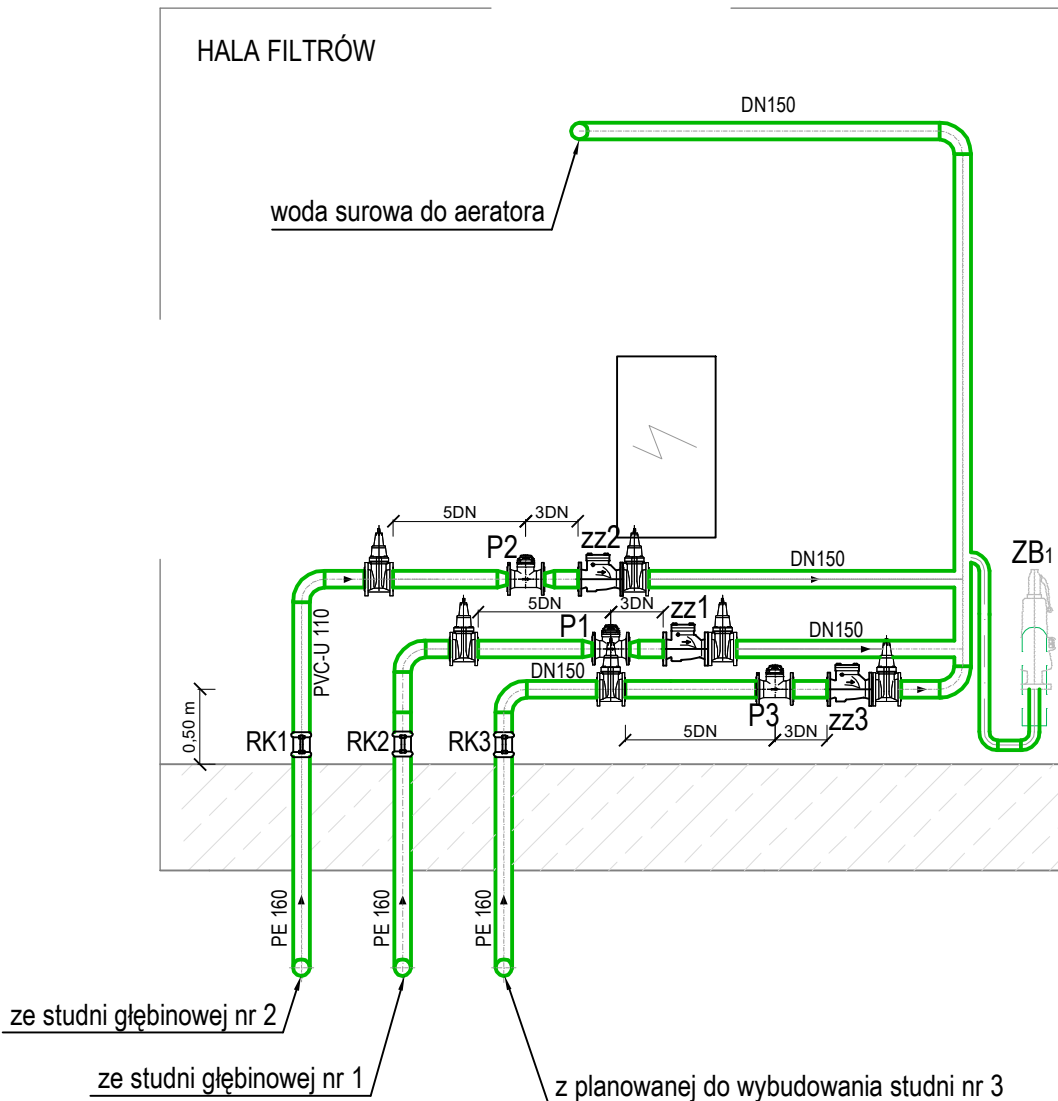 HALA FILTRÓW
DN150
woda surowa do aeratora
5DN
3DN
P2
zz2
DN150
ZB1
5DN
3DN
P1
zz1
DN150
PVC-U 110
DN150
P3
zz3
0,50 m
RK1
RK2
RK3
5DN
3DN
PE 160
PE 160
PE 160
ze studni głębinowej nr 2
ze studni głębinowej nr 1
z planowanej do wybudowania studni nr 3